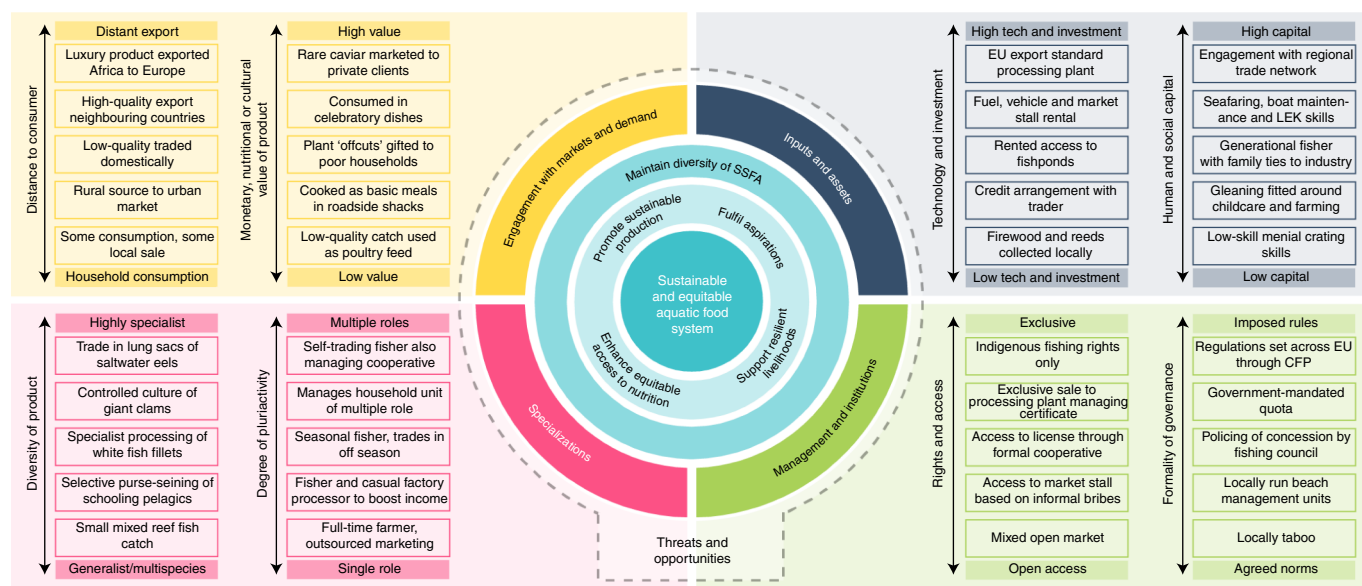 Distance to consumer
Distant export
Luxury product exported
Africa to Europe
High-quality export
neighbouring countries
Low-quality traded
domestically
Rural source to urban
market
Some consumption, some
local sale
Household consumption
Monetary, nutritional or cultural
value of product
High value
Rare caviar marketed to
private clients
Consumed in
celebratory dishes
Plant ‘offcuts’ gifted to
poor households
Cooked as basic meals
in roadside shacks
Low-quality catch used
as poultry feed
Low value
Engagement with markets and demand
Inputs and assets
Specializations
Management and institutions
Maintain diversity of SSFA
Promote sustainable
production
Fulfil aspirations
Enhance equitable
access to nutrition
Support resilient
livelihoods
Sustainable
and equitable
aquatic food
system
Threats and
opportunities
Technology and investment
High tech and investment
EU export standard
processing plant
Fuel, vehicle and market
stall rental
Rented access to
fishponds
Credit arrangement with
trader
Firewood and reeds
collected locally
Low tech and investment
Human and social capital
High capital
Engagement with regional
trade network
Seafaring, boat mainten-
ance and LEK skills
Generational fisher
with family ties to industry
Gleaning fitted around
childcare and farming
Low-skill menial crating
skills
Low capital
Diversity of product
Highly specialist
Trade in lung sacs of
saltwater eels
Controlled culture of
giant clams
Specialist processing of
white fish fillets
Selective purse-seining of
schooling pelagics
Small mixed reef fish
catch
Generalist/multispecies
Degree of pluriactivity
Multiple roles
Self-trading fisher also
managing cooperative
Manages household unit
of multiple role
Seasonal fisher, trades in
off season
Fisher and casual factory
processor to boost income
Full-time farmer,
outsourced marketing
Single role
Rights and access
Exclusive
Indigenous fishing rights
only
Exclusive sale to
processing plant managing
certificate
Access to license through
formal cooperative
Access to market stall
based on informal bribes
Mixed open market
Open access
Formality of governance
Imposed rules
Regulations set across EU
through CFP
Government-mandated
quota
Policing of concession by
fishing council
Locally run beach
management units
Locally taboo
Agreed norms